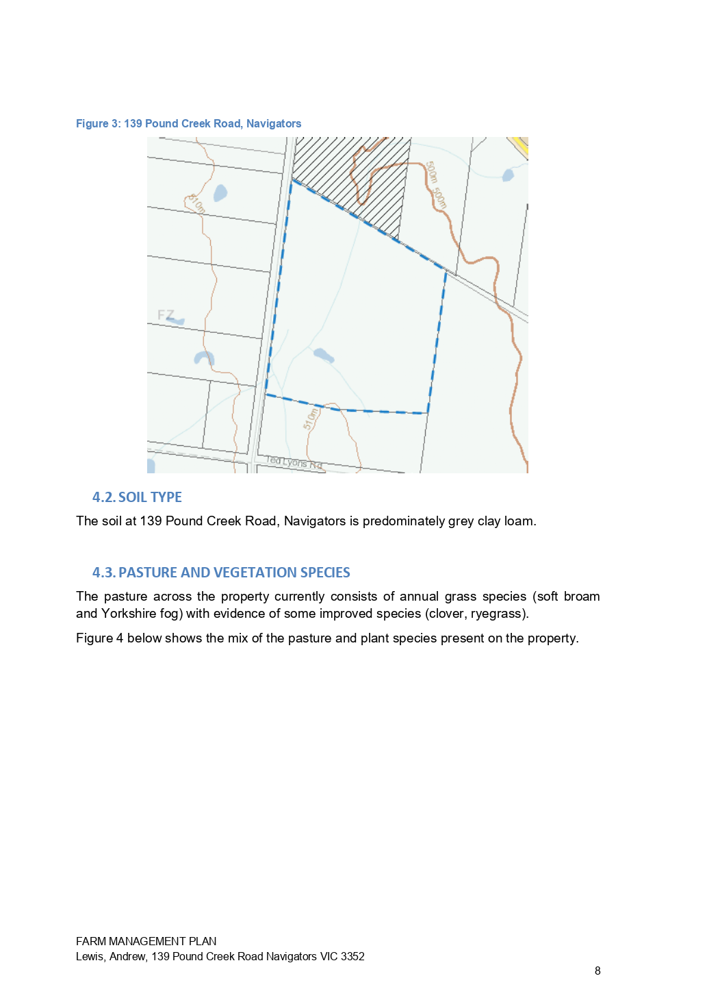 Figure 3: 139 Pound Creek Road, Navigators
500m
500m
510m
FZ
510m
Ted Lyons Rd
4.2. SOIL TYPE
The soil at 139 Pound Creek Road, Navigators is predominately grey clay loam.
4.3. PASTURE AND VEGETATION SPECIES
The pasture across the property currently consists of annual grass species (soft broam
and Yorkshire fog) with evidence of some improved species (clover, ryegrass).
Figure 4 below shows the mix of the pasture and plant species present on the property.
FARM MANAGEMENT PLAN
Lewis, Andrew, 139 Pound Creek Road Navigators VIC 3352
8